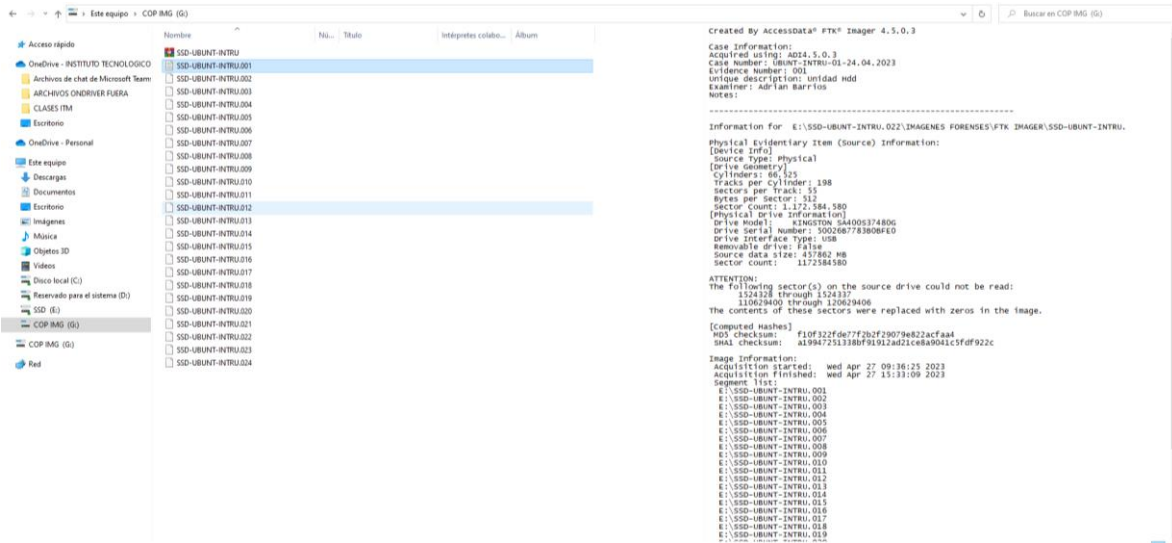 Este equipo › COP IMG (G:)
Buscar en COP IMG (G:)
Acceso rápido
OneDrive - INSTITUTO TECNOLOGICO
Archivos de chat de Microsoft Teams
ARCHIVOS ONDRIVER FUERA
CLASES ITM
Escritorio
OneDrive - Personal
Este equipo
Descargas
Documentos
Escritorio
Imágenes
Música
Objetos 3D
Vídeos
Disco local (C:)
Reservado para el sistema (D:)
SSD (E:)
COP IMG (G:)
COP IMG (G:)
Red
Nombre Nú... Título Intérpretes colabo... Álbum
SSD-UBUNT-INTRU
SSD-UBUNT-INTRU.001
SSD-UBUNT-INTRU.002
SSD-UBUNT-INTRU.003
SSD-UBUNT-INTRU.004
SSD-UBUNT-INTRU.005
SSD-UBUNT-INTRU.006
SSD-UBUNT-INTRU.007
SSD-UBUNT-INTRU.008
SSD-UBUNT-INTRU.009
SSD-UBUNT-INTRU.010
SSD-UBUNT-INTRU.011
SSD-UBUNT-INTRU.012
SSD-UBUNT-INTRU.013
SSD-UBUNT-INTRU.014
SSD-UBUNT-INTRU.015
SSD-UBUNT-INTRU.016
SSD-UBUNT-INTRU.017
SSD-UBUNT-INTRU.018
SSD-UBUNT-INTRU.019
SSD-UBUNT-INTRU.020
SSD-UBUNT-INTRU.021
SSD-UBUNT-INTRU.022
SSD-UBUNT-INTRU.023
SSD-UBUNT-INTRU.024
Created By AccessData® FTK® Imager 4.5.0.3
Case Information:
Acquired using: ADI4.5.0.3
Case Number: UBUNT-INTRU-01-24.04.2023
Evidence Number: 001
Unique description: Unidad Hdd
Examiner: Adrian Barrios
Notes:
--------------------------------------------------------------
Information for E:\SSD-UBUNT-INTRU.022\IMAGENES FORENSES\FTK IMAGER\SSD-UBUNT-INTRU.
Physical Evidentiary Item (Source) Information:
[Device Info]
Source Type: Physical
[Drive Geometry]
Cylinders: 66,525
Tracks per Cylinder: 198
Sectors per Track: 55
Bytes per Sector: 512
Sector Count: 1.172.584.580
[Physical Drive Information]
Drive Model: KINGSTON SA400S37480G
Drive Serial Number: 50026B77836OBFE0
Drive Interface Type: USB
Removable drive: False
Source data size: 457862 MB
Sector count: 1172584580
ATTENTION:
The following sector(s) on the source drive could not be read:
1524328 through 1524337
110629400 through 120629406
The contents of these sectors were replaced with zeros in the image.
[Computed Hashes]
MD5 checksum: f10f322fde77f2b2f29079e822acfaa4
SHA1 checksum: a19947251338bf91912ad21ce8a9041c5fdf922c
Image Information:
Acquisition started: Wed Apr 27 09:36:25 2023
Acquisition finished: Wed Apr 27 15:33:09 2023
Segment list:
E:\SSD-UBUNT-INTRU.001
E:\SSD-UBUNT-INTRU.002
E:\SSD-UBUNT-INTRU.003
E:\SSD-UBUNT-INTRU.004
E:\SSD-UBUNT-INTRU.005
E:\SSD-UBUNT-INTRU.006
E:\SSD-UBUNT-INTRU.007
E:\SSD-UBUNT-INTRU.008
E:\SSD-UBUNT-INTRU.009
E:\SSD-UBUNT-INTRU.010
E:\SSD-UBUNT-INTRU.011
E:\SSD-UBUNT-INTRU.012
E:\SSD-UBUNT-INTRU.013
E:\SSD-UBUNT-INTRU.014
E:\SSD-UBUNT-INTRU.015
E:\SSD-UBUNT-INTRU.016
E:\SSD-UBUNT-INTRU.017
E:\SSD-UBUNT-INTRU.018
E:\SSD-UBUNT-INTRU.019